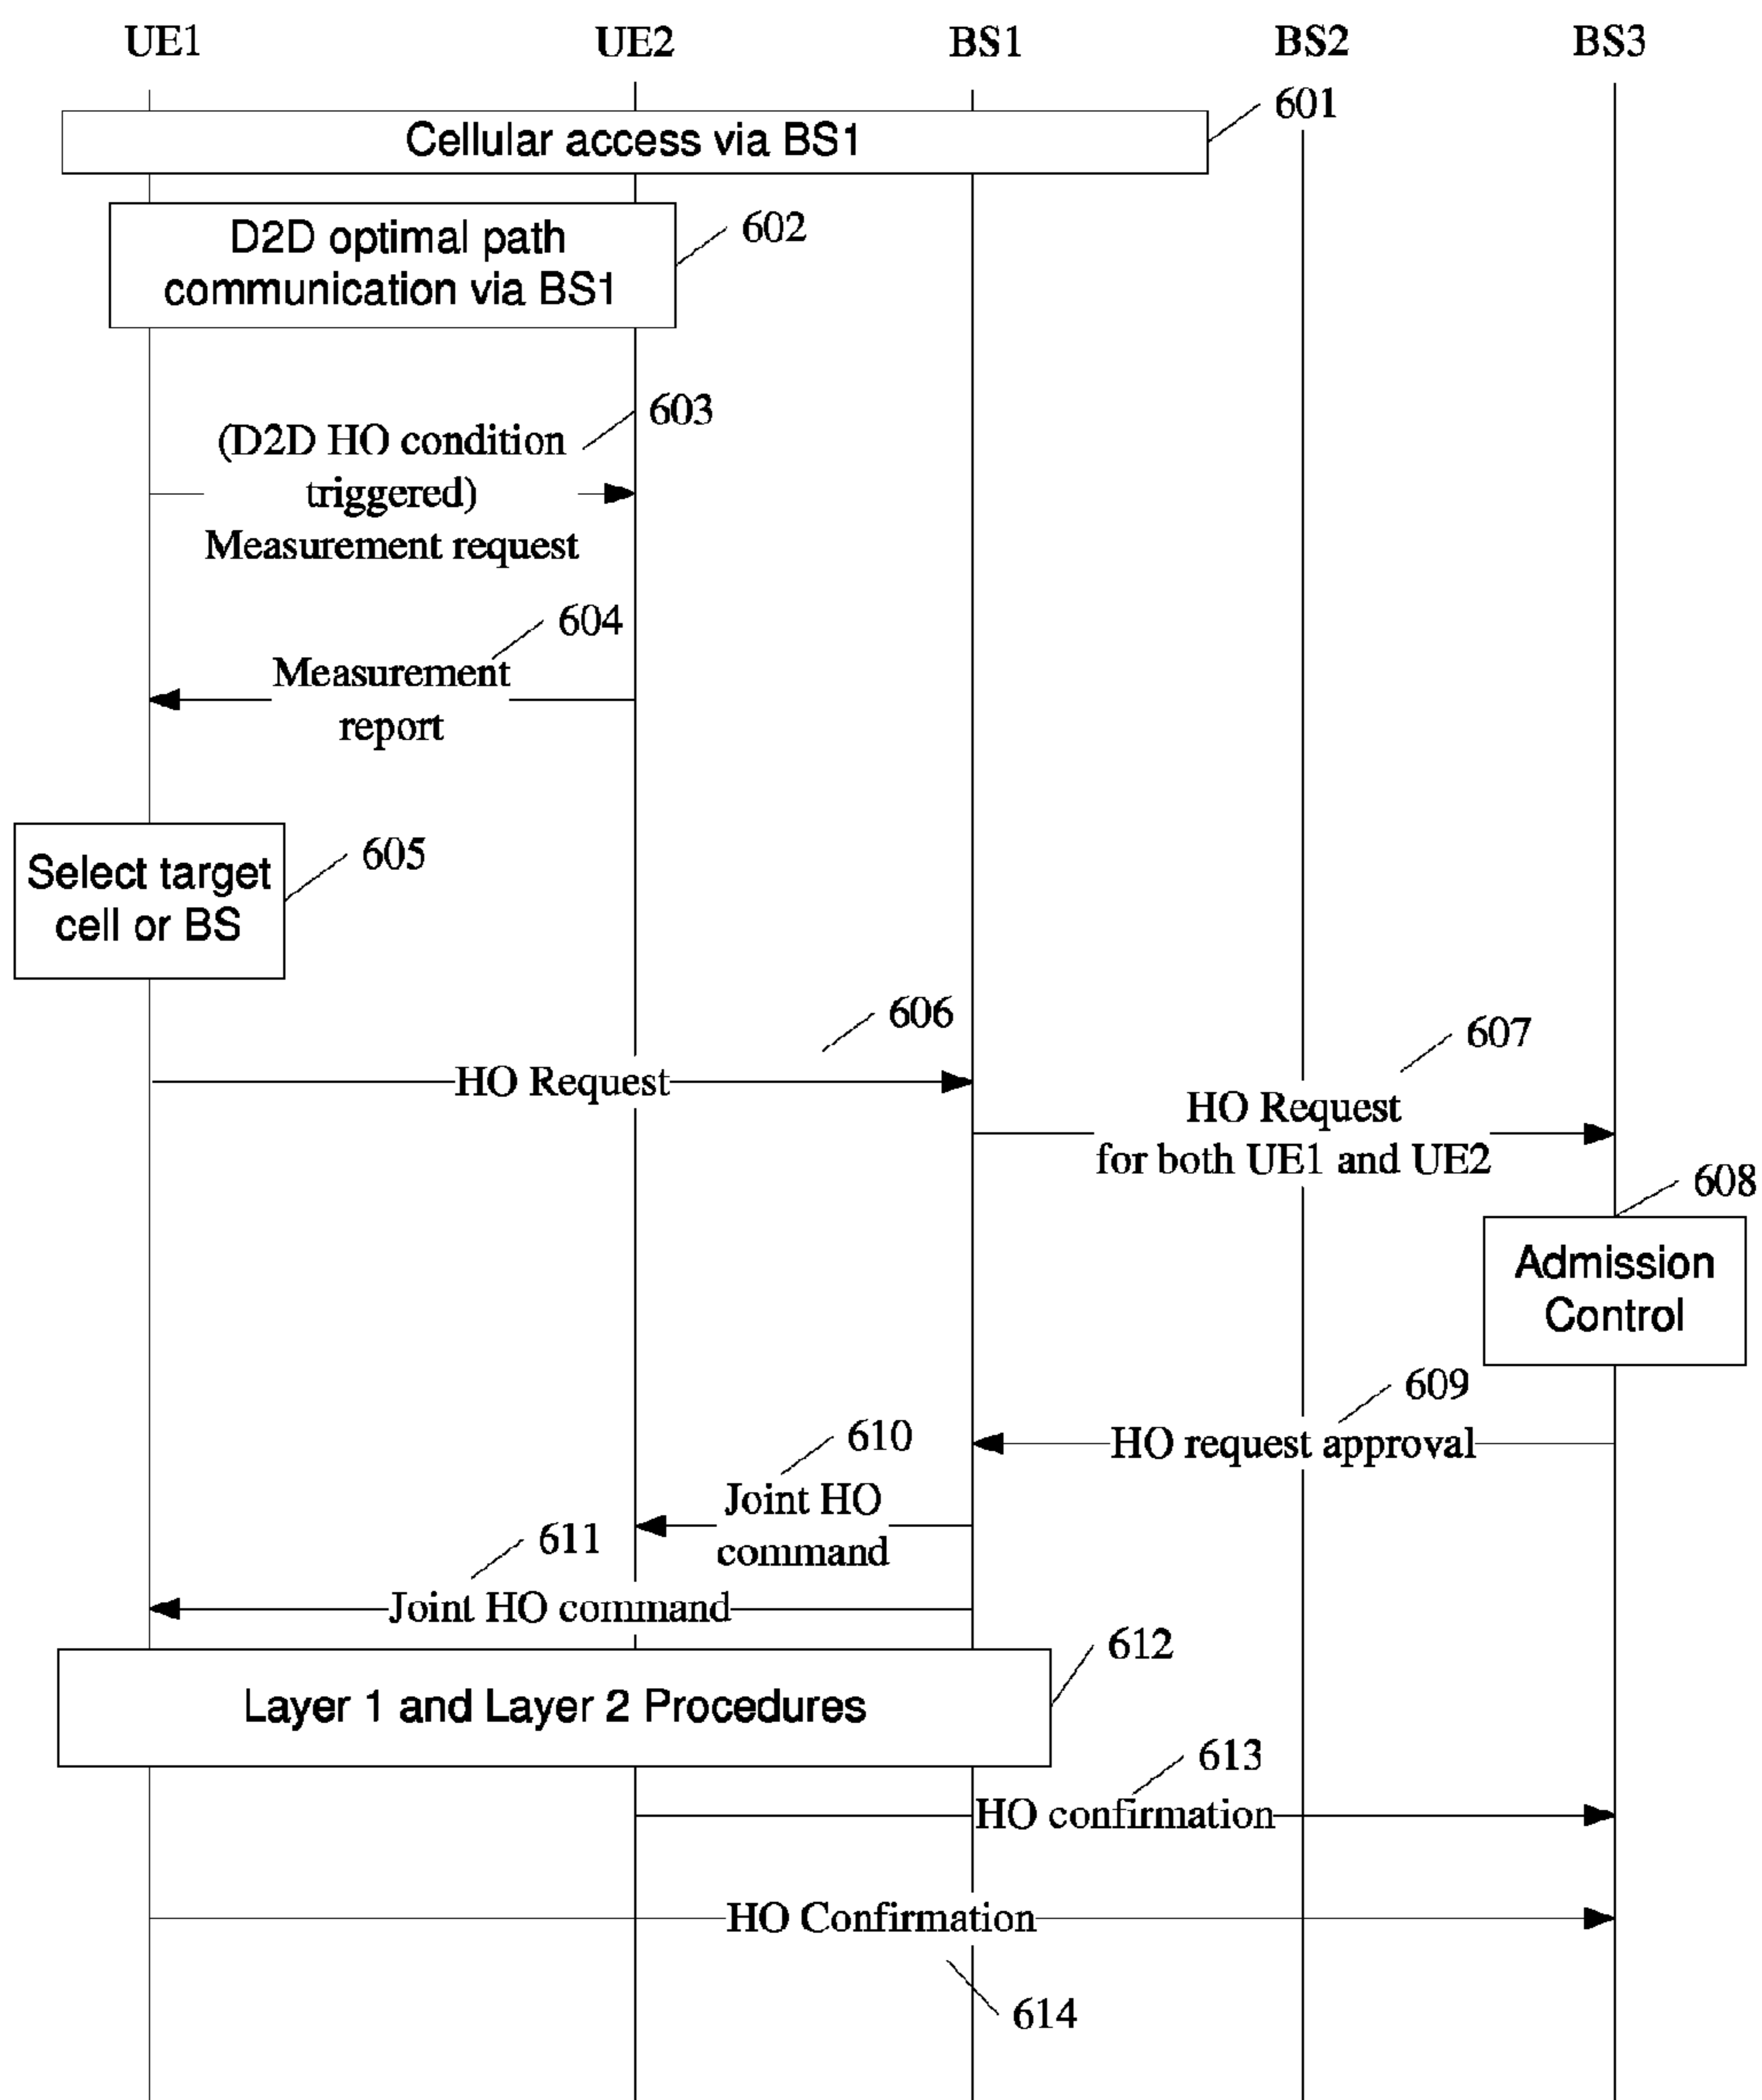 UE1 UE2 BS1 BS2 BS3
601
Cellular access via BS1
602
D2D optimal path
communication via BS1
603
(D2D HO condition
triggered)
Measurement request
604
Measurement
report
605
Select target
cell or BS
606
HO Request
607
HO Request
for both UE1 and UE2
608
Admission
Control
609
HO request approval
610
Joint HO
command
611
Joint HO command
612
Layer 1 and Layer 2 Procedures
613
HO confirmation
HO Confirmation
614